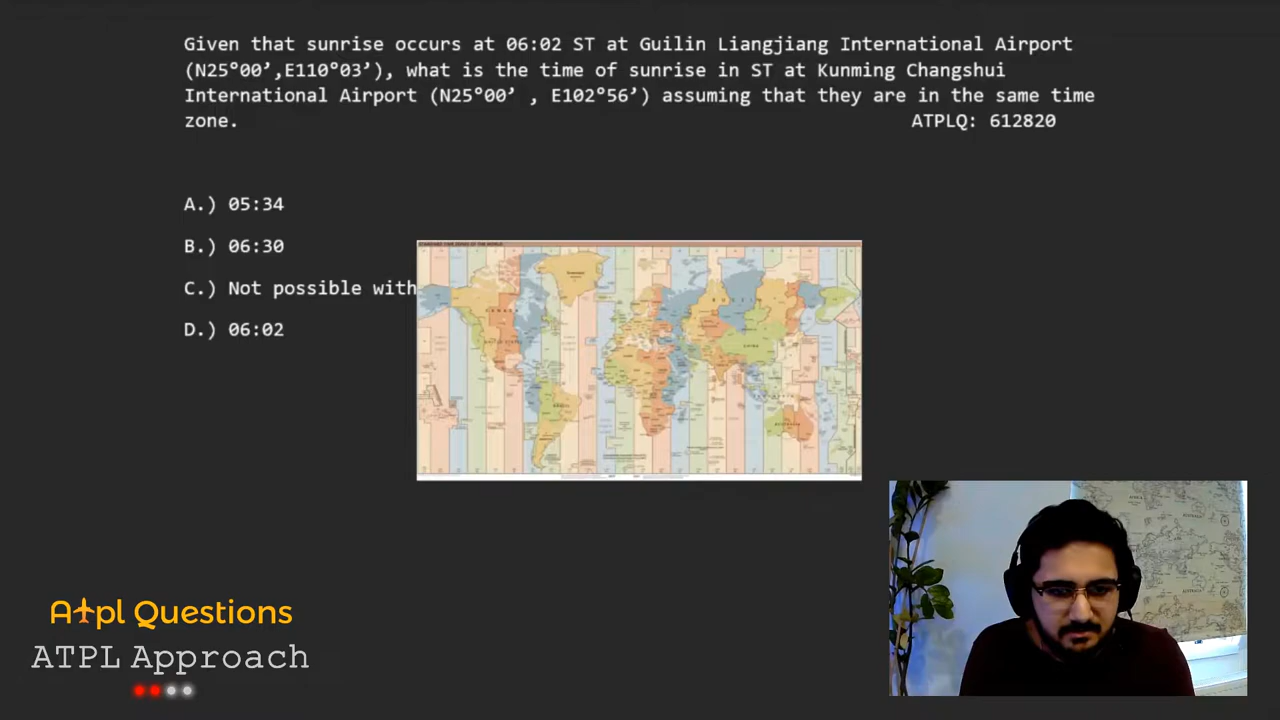 Given that sunrise occurs at 06:02 ST at Guilin Liangjiang International Airport
(N25°00’,E110°03’), what is the time of sunrise in ST at Kunming Changshui
International Airport (N25°00’ , E102°56’) assuming that they are in the same time
zone.
ATPLQ: 612820
A.) 05:34
B.) 06:30
C.) Not possible with
D.) 06:02
Atpl Questions
ATPL Approach